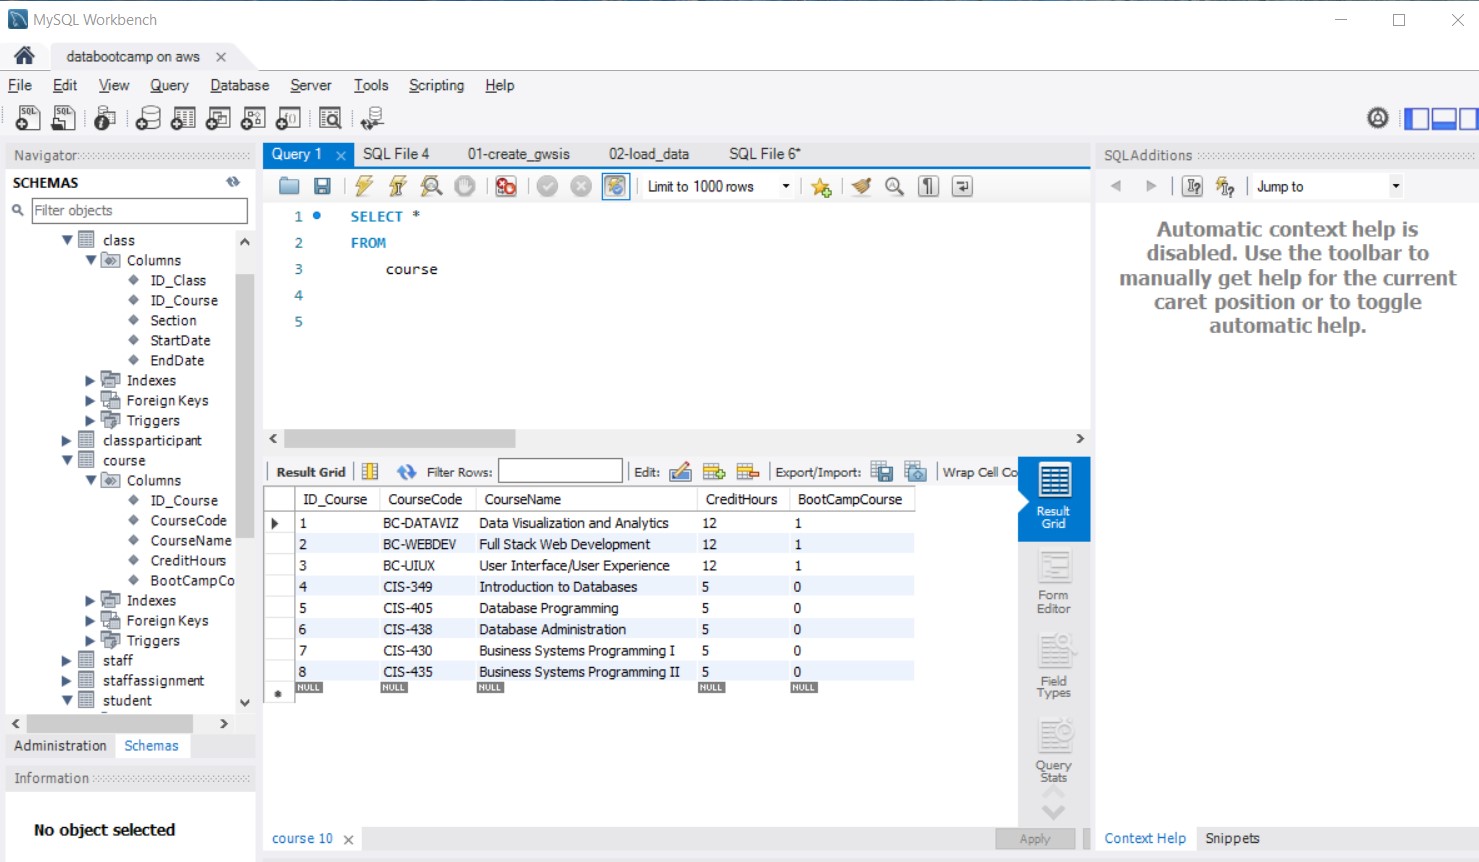 MySQL Workbench
databootcamp on aws
File Edit View Query Database Server Tools Scripting Help
SQL SQL
Navigator
SCHEMAS
Filter objects
class
Columns
ID_Class
ID_Course
Section
StartDate
EndDate
Indexes
Foreign Keys
Triggers
classparticipant
course
Columns
ID_Course
CourseCode
CourseName
CreditHours
BootCampCo
Indexes
Foreign Keys
Triggers
staff
staffassignment
student
Administration Schemas
Information
No object selected
Query 1 SQL File 4 01-create_gwsis 02-load_data SQL File 6*
Limit to 1000 rows
1 SELECT *
2 FROM
3 course
4
5
Result Grid Filter Rows: Edit: Export/Import: Wrap Cell Co
ID_Course CourseCode CourseName CreditHours BootCampCourse
1 BC-DATAVIZ Data Visualization and Analytics 12 1
2 BC-WEBDEV Full Stack Web Development 12 1
3 BC-UIUX User Interface/User Experience 12 1
4 CIS-349 Introduction to Databases 5 0
5 CIS-405 Database Programming 5 0
6 CIS-438 Database Administration 5 0
7 CIS-430 Business Systems Programming I 5 0
8 CIS-435 Business Systems Programming II 5 0
NULL NULL NULL NULL NULL
Result
Grid
Form
Editor
Field
Types
Query
Stats
course 10
Apply
SQLAdditions
Jump to
Automatic context help is
disabled. Use the toolbar to
manually get help for the current
caret position or to toggle
automatic help.
Context Help Snippets